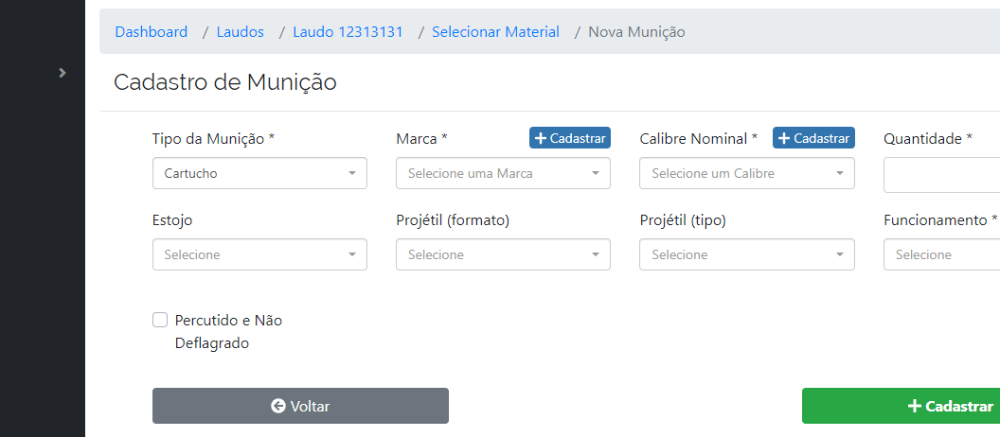 Dashboard / Laudos / Laudo 12313131 / Selecionar Material / Nova Munição
Cadastro de Munição
Tipo da Munição * Marca * Cadastrar Calibre Nominal * Cadastrar Quantidade *
Cartucho Selecione uma Marca Selecione um Calibre
Estojo Projétil (formato) Projétil (tipo) Funcionamento *
Selecione Selecione Selecione Selecione
Percutido e Não
Deflagrado
Voltar Cadastrar